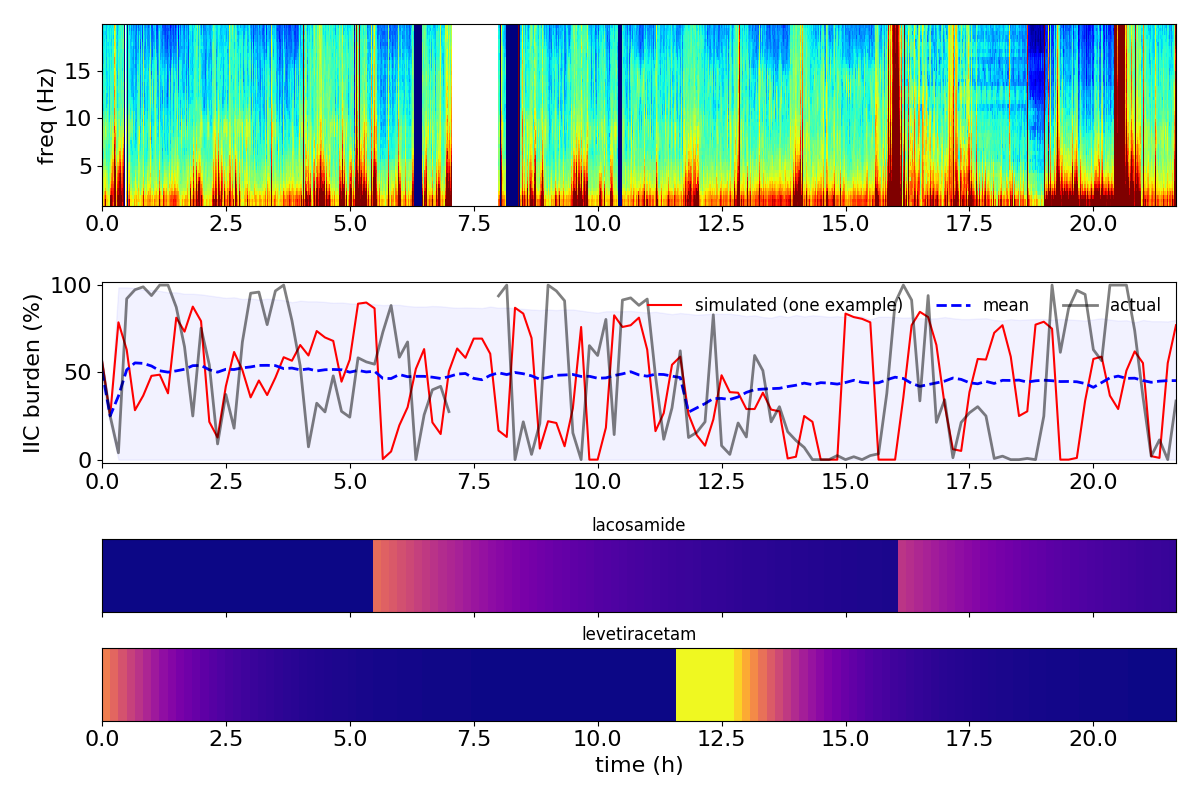 freq (Hz)
15
10
5
0.0 2.5 5.0 7.5 10.0 12.5 15.0 17.5 20.0
IIC burden (%)
100
50
0
simulated (one example) mean actual
0.0 2.5 5.0 7.5 10.0 12.5 15.0 17.5 20.0
lacosamide
levetiracetam
0.0 2.5 5.0 7.5 10.0 12.5 15.0 17.5 20.0
time (h)